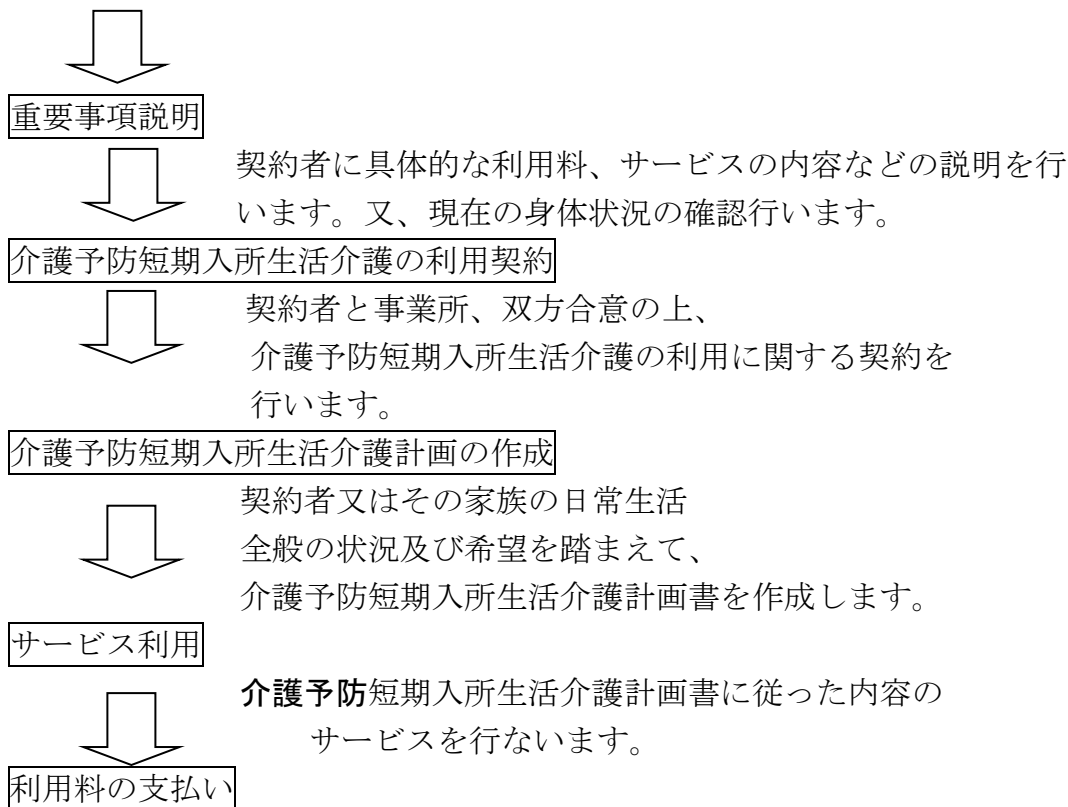 重要事項説明
契約者に具体的な利用料、サービスの内容などの説明を行
います。又、現在の身体状況の確認行います。
介護予防短期入所生活介護の利用契約
契約者と事業所、双方合意の上、
介護予防短期入所生活介護の利用に関する契約を
行います。
介護予防短期入所生活介護計画の作成
契約者又はその家族の日常生活
全般の状況及び希望を踏まえて、
介護予防短期入所生活介護計画書を作成します。
サービス利用
介護予防短期入所生活介護計画書に従った内容の
サービスを行ないます。
利用料の支払い